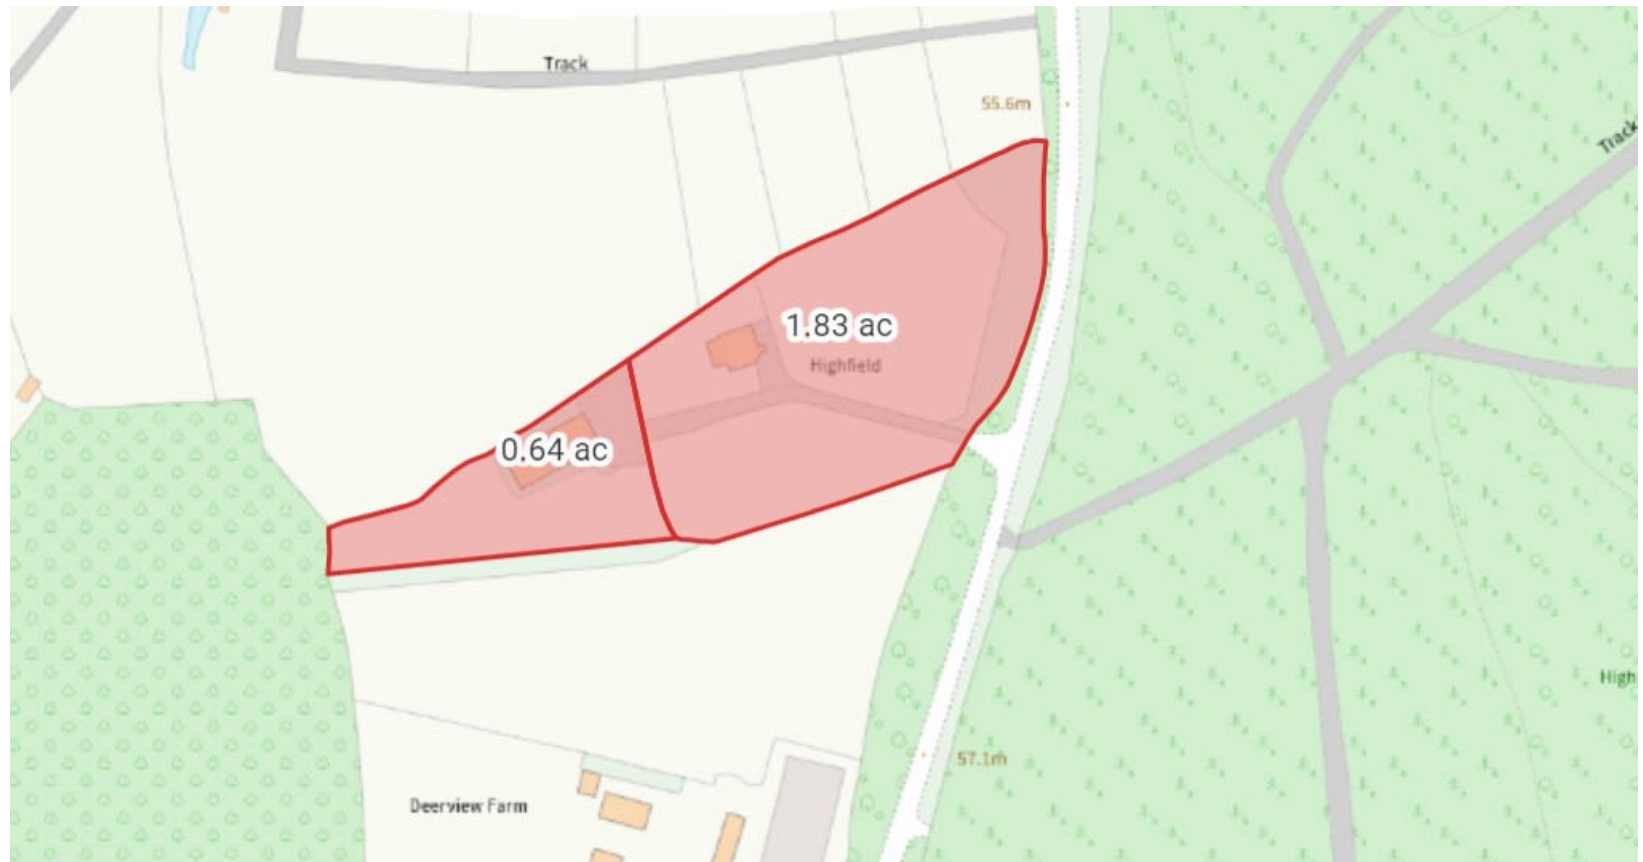 Track
55.6m
Track
1.83 ac
Highfield
0.64 ac
High
57.1m
Deerview Farm